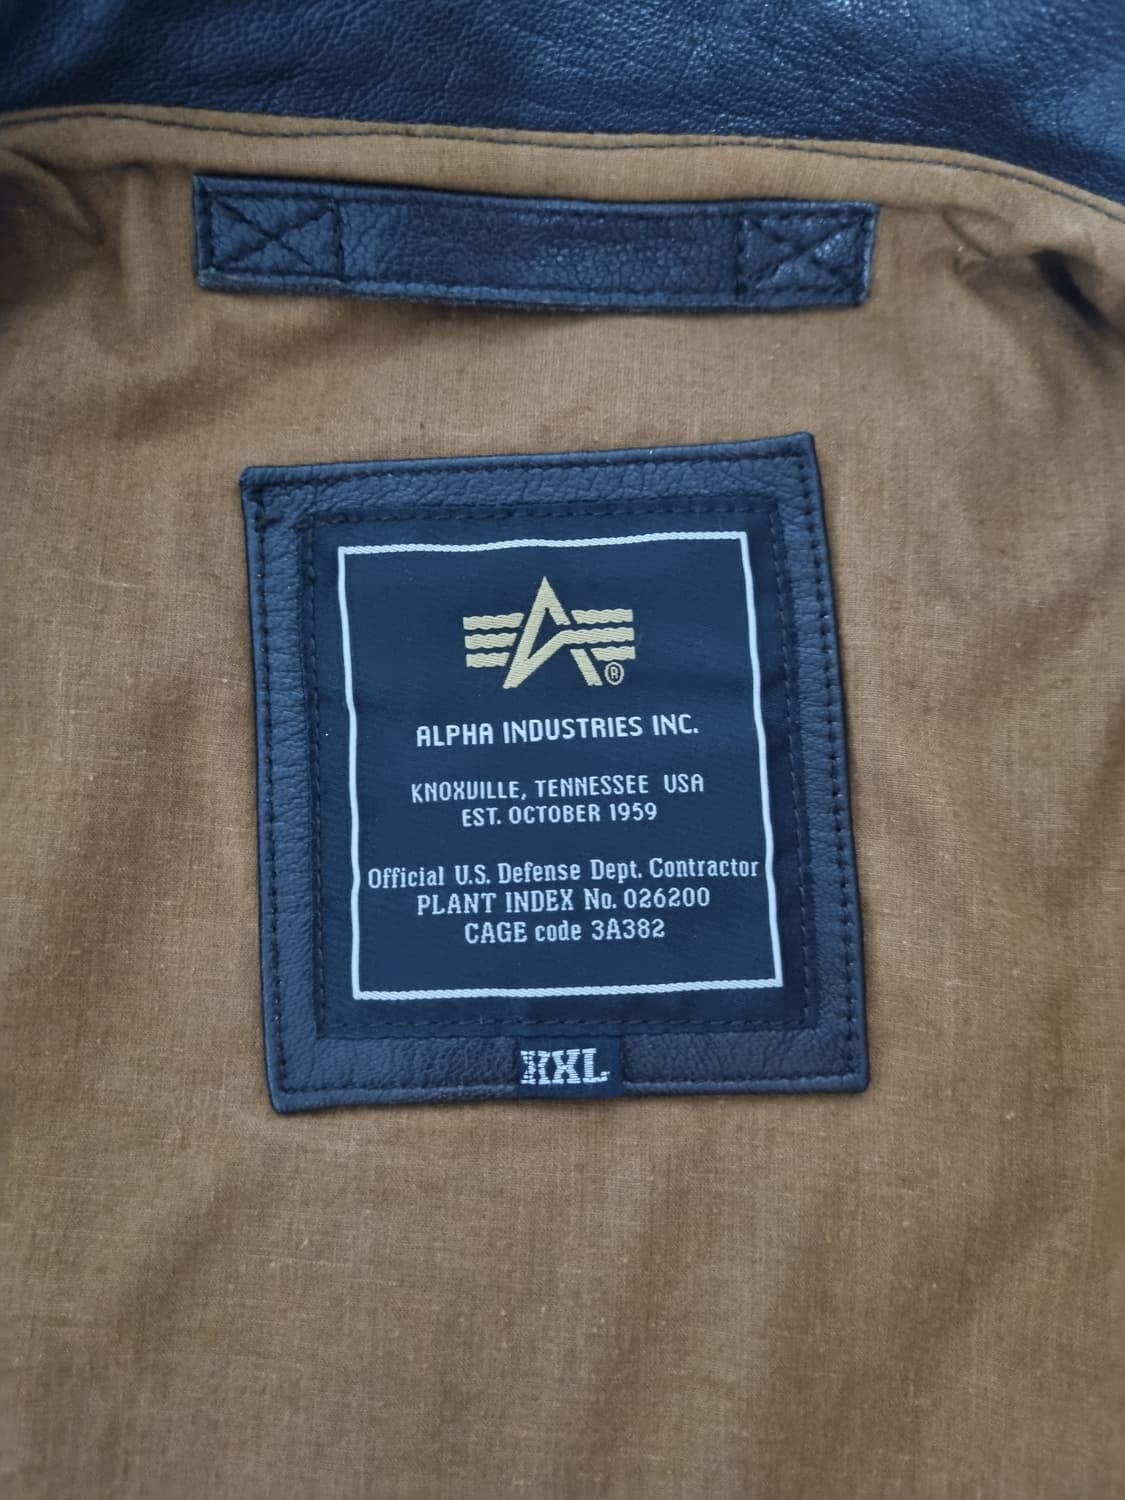 ®
ALPHA INDUSTRIES INC.
KNOXVILLE, TENNESSEE USA
EST. OCTOBER 1959
Official U.S. Defense Dept. Contractor
PLANT INDEX No. 026200
CAGE code 3A382
XXL